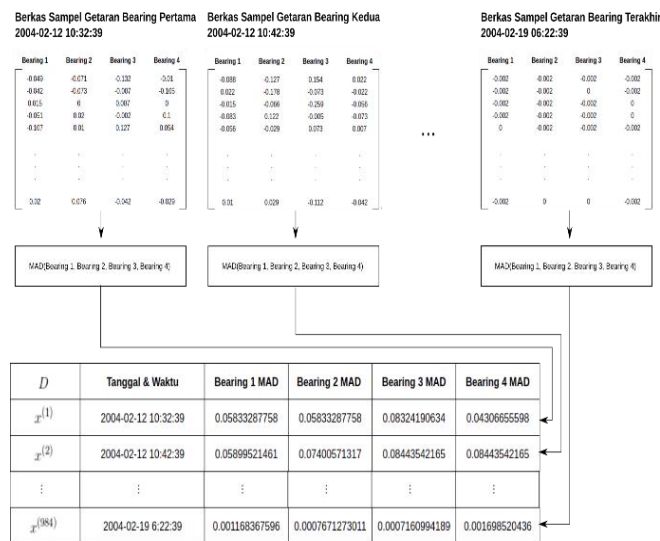 Berkas Sampel Getaran Bearing Pertama
2004-02-12 10:32:39
Bearing 1 Bearing 2 Bearing 3 Bearing 4
-0.049 -0.071 -0.132 -0.01
-0.042 -0.073 -0.007 -0.105
0.015 0 0.007 0
-0.051 0.02 -0.002 0.1
-0.107 0.01 0.127 0.054
0.02 0.076 -0.042 -0.029
MAD(Bearing 1, Bearing 2, Bearing 3, Bearing 4)
Berkas Sampel Getaran Bearing Kedua
2004-02-12 10:42:39
Bearing 1 Bearing 2 Bearing 3 Bearing 4
-0.088 -0.127 0.154 0.022
0.022 -0.178 -0.073 -0.022
-0.015 -0.066 -0.259 -0.056
-0.083 0.122 -0.005 -0.073
-0.056 -0.029 0.073 0.007
0.01 0.029 -0.112 -0.042
MAD(Bearing 1, Bearing 2, Bearing 3, Bearing 4)
...
Berkas Sampel Getaran Bearing Terakhir
2004-02-19 06:22:39
Bearing 1 Bearing 2 Bearing 3 Bearing 4
-0.002 -0.002 -0.002 -0.002
-0.002 -0.002 0 -0.002
-0.002 -0.002 -0.002 0
-0.002 -0.002 -0.002 0
0 -0.002 -0.002 -0.002
-0.002 0 0 -0.002
MAD(Bearing 1, Bearing 2, Bearing 3, Bearing 4)
D Tanggal & Waktu Bearing 1 MAD Bearing 2 MAD Bearing 3 MAD Bearing 4 MAD
x(1) 2004-02-12 10:32:39 0.05833287758 0.05833287758 0.08324190634 0.04306655598
x(2) 2004-02-12 10:42:39 0.05899521461 0.07400571317 0.08443542165 0.08443542165
⋮ ⋮ ⋮ ⋮ ⋮ ⋮
x(984) 2004-02-19 6:22:39 0.001168367596 0.0007671273011 0.0007160994189 0.001698520436